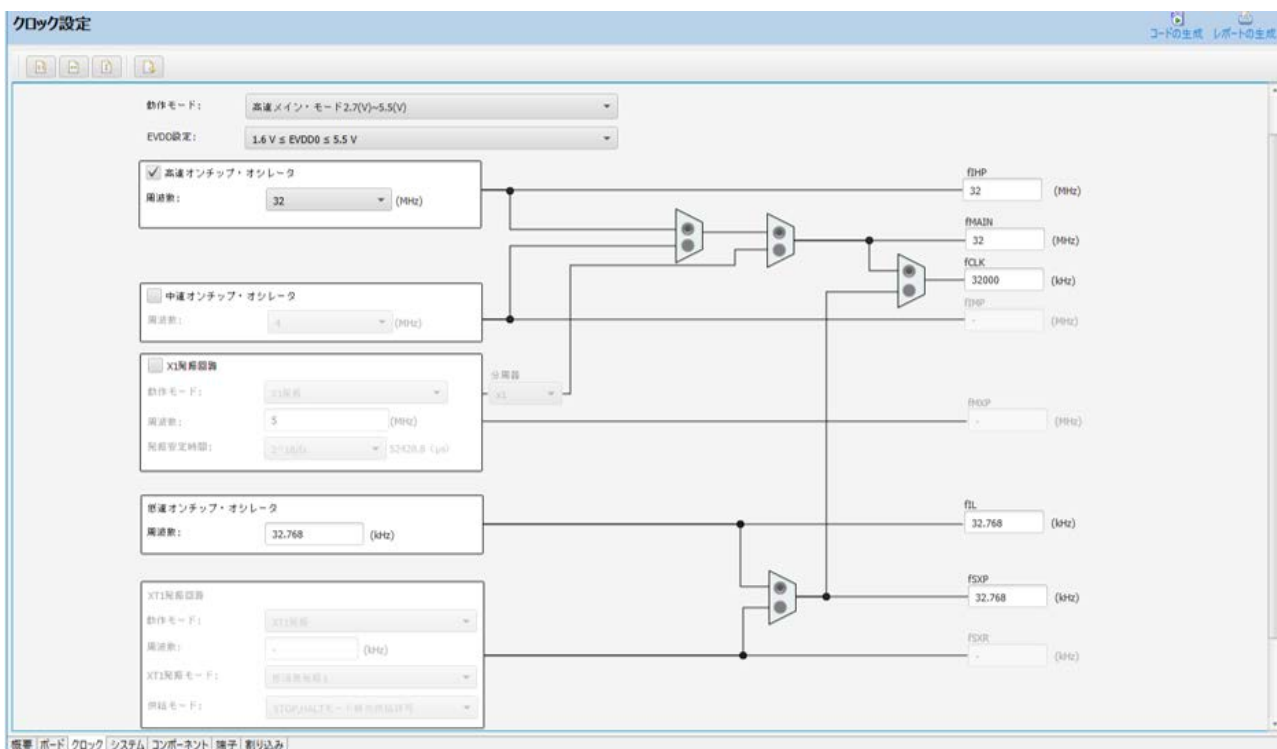 クロック設定
コードの生成 レポートの生成
動作モード: 高速メイン・モード2.7(V)~5.5(V)
EVDD設定: 1.6 V ≤ EVDD0 ≤ 5.5 V
高速オンチップ・オシレータ
周波数: 32 (MHz)
fIHP
32 (MHz)
fMAIN
32 (MHz)
fCLK
32000 (kHz)
中速オンチップ・オシレータ
周波数: 4 (MHz)
fIMP
- (MHz)
X1発振回路
動作モード: X1発振
周波数: 5 (MHz)
発振安定時間: 52428.8 (μs)
分周器
x1
fMXP
- (MHz)
低速オンチップ・オシレータ
周波数: 32.768 (kHz)
fIL
32.768 (kHz)
fSXP
32.768 (kHz)
XT1発振回路
動作モード: XT1発振
周波数: - (kHz)
XT1発振モード: 低消費発振1
供給モード:
fSXR
- (kHz)
概要 ボード クロック システム コンポーネント 端子 割り込み